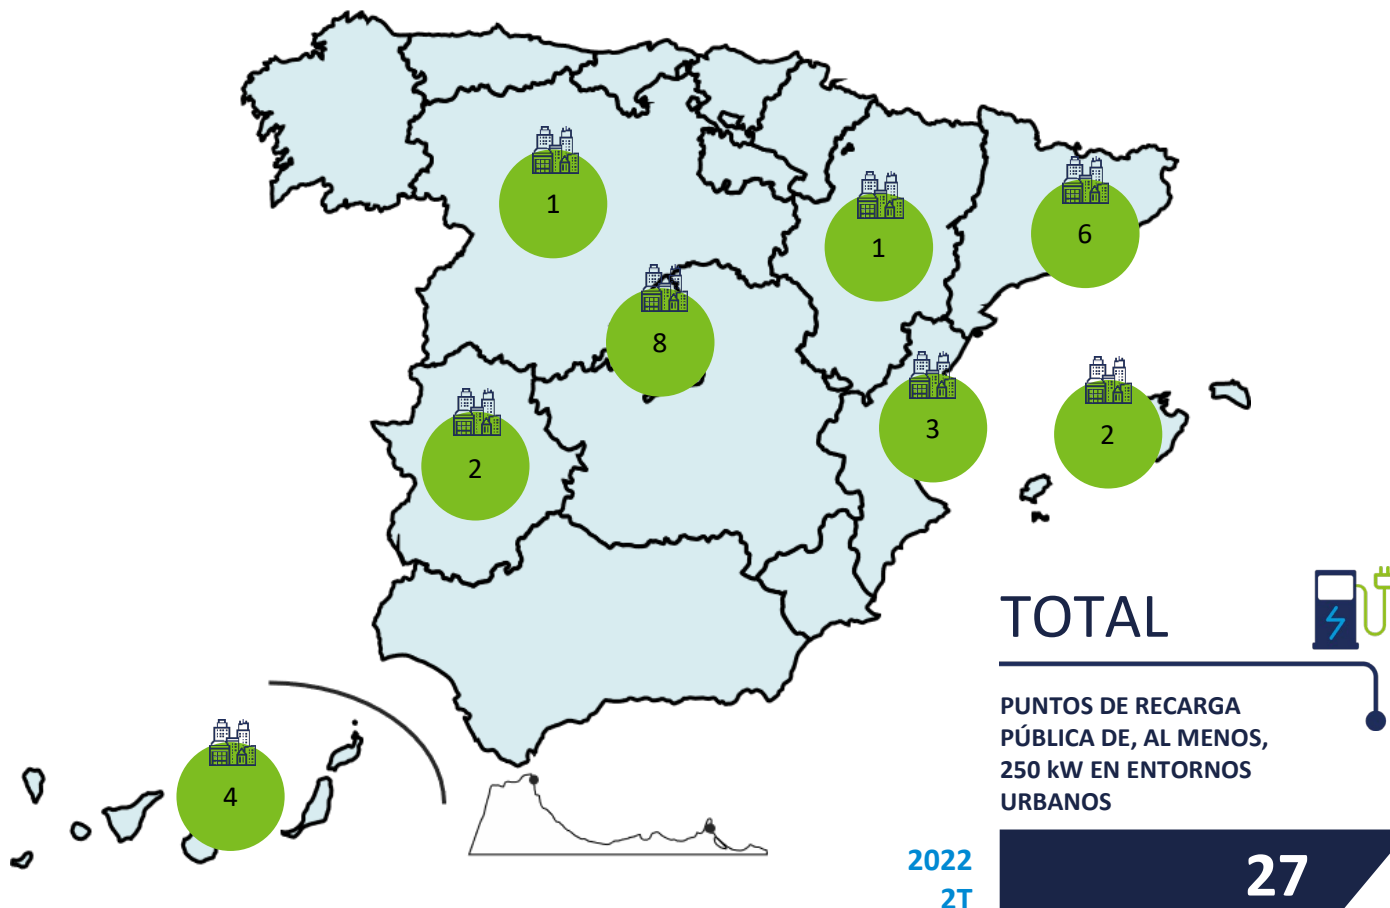 1
1
6
8
3
2
2
4
TOTAL
PUNTOS DE RECARGA
PÚBLICA DE, AL MENOS,
250 kW EN ENTORNOS
URBANOS
2022
2T
27